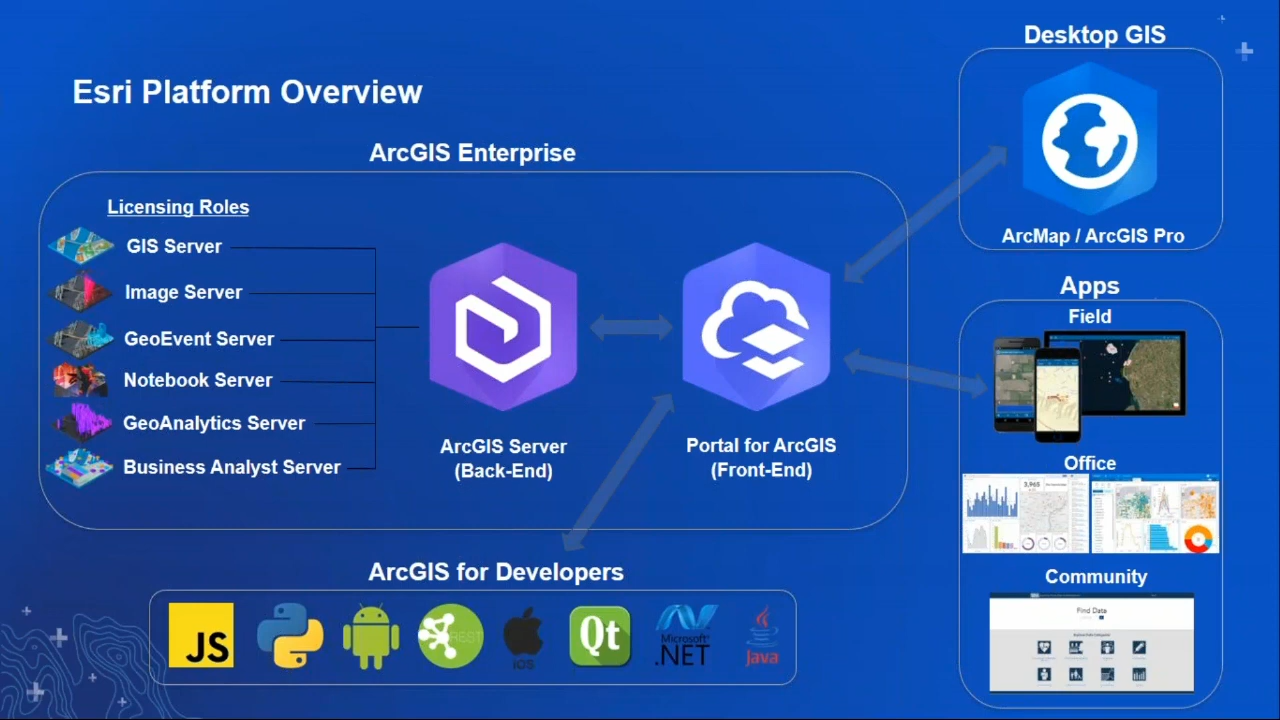 Esri Platform Overview
ArcGIS Enterprise
Licensing Roles
GIS Server
Image Server
GeoEvent Server
Notebook Server
GeoAnalytics Server
Business Analyst Server
ArcGIS Server
(Back-End)
Portal for ArcGIS
(Front-End)
Desktop GIS
ArcMap / ArcGIS Pro
Apps
Field
Office
3,965
Community
Find Data
ArcGIS for Developers
JS
REST
iOS
Qt
Microsoft
.NET
Java